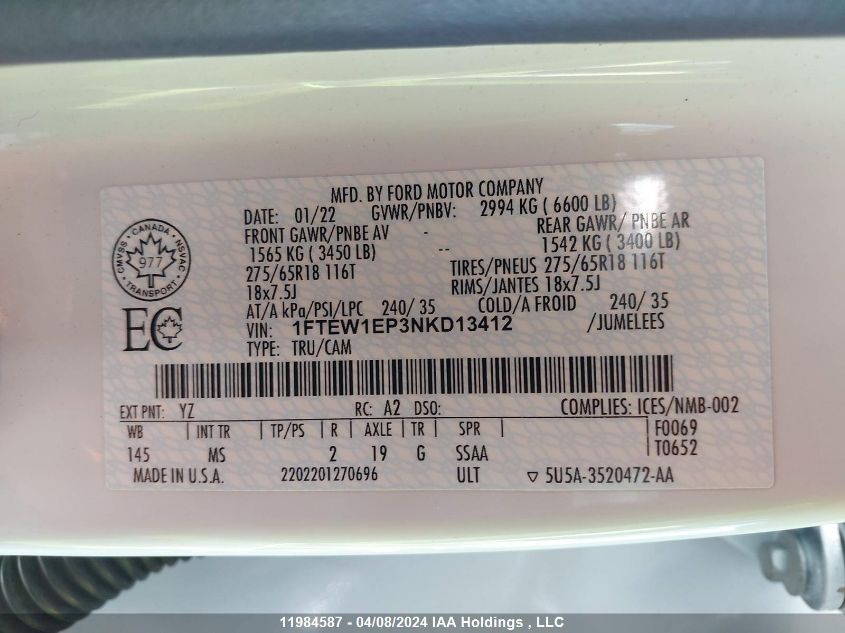 MFD. BY FORD MOTOR COMPANY
DATE: 01/22 GVWR/PNBV: 2994 KG ( 6600 LB)
FRONT GAWR/PNBE AV - REAR GAWR/ PNBE AR
1565 KG ( 3450 LB) -- 1542 KG ( 3400 LB)
275/65R18 116T TIRES/PNEUS 275/65R18 116T
18x7.5J RIMS/JANTES 18x7.5J
AT/A kPa/PSI/LPC 240/ 35 COLD/A FROID 240/ 35
VIN: 1FTEW1EP3NKD13412 /JUMELEES
TYPE: TRU/CAM
CMVSS · CANADA · NSVAC
977
TRANSPORT
EC
EXT PNT: YZ RC: A2 DSO: COMPLIES: ICES/NMB-002
WB | INT TR | TP/PS | R | AXLE | TR | SPR | F0069
145 MS 2 19 G SSAA T0652
MADE IN U.S.A. 2202201270696 ULT ▽ 5U5A-3520472-AA
11984587 - 04/08/2024 IAA Holdings , LLC